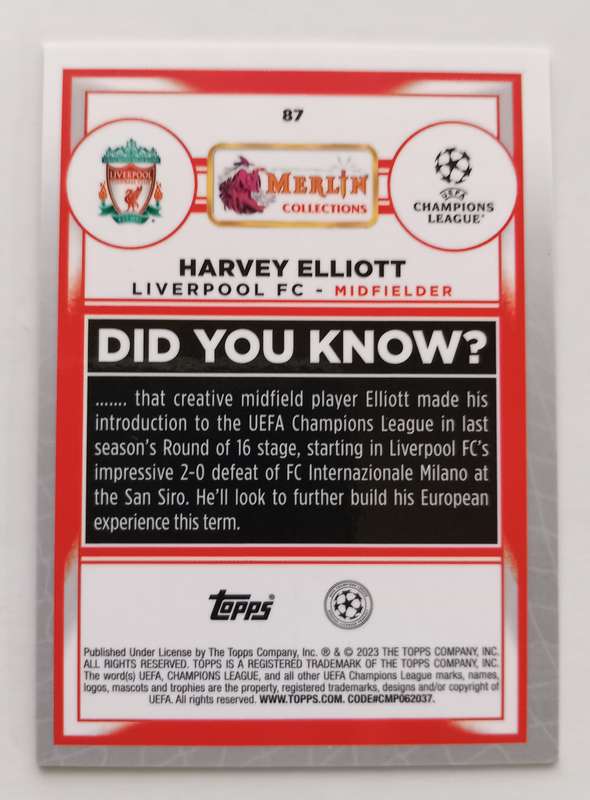 87
LIVERPOOL
MERLIN
COLLECTIONS
UEFA
CHAMPIONS
LEAGUE
HARVEY ELLIOTT
LIVERPOOL FC - MIDFIELDER
DID YOU KNOW?
....... that creative midfield player Elliott made his
introduction to the UEFA Champions League in last
season's Round of 16 stage, starting in Liverpool FC's
impressive 2-0 defeat of FC Internazionale Milano at
the San Siro. He'll look to further build his European
experience this term.
Topps®
Published Under License by The Topps Company, Inc. ® & © 2023 THE TOPPS COMPANY, INC.
ALL RIGHTS RESERVED. TOPPS IS A REGISTERED TRADEMARK OF THE TOPPS COMPANY, INC.
The word(s) UEFA, CHAMPIONS LEAGUE, and all other UEFA Champions League marks, names,
logos, mascots and trophies are the property, registered trademarks, designs and/or copyright of
UEFA. All rights reserved. WWW.TOPPS.COM. CODE#CMP062037.